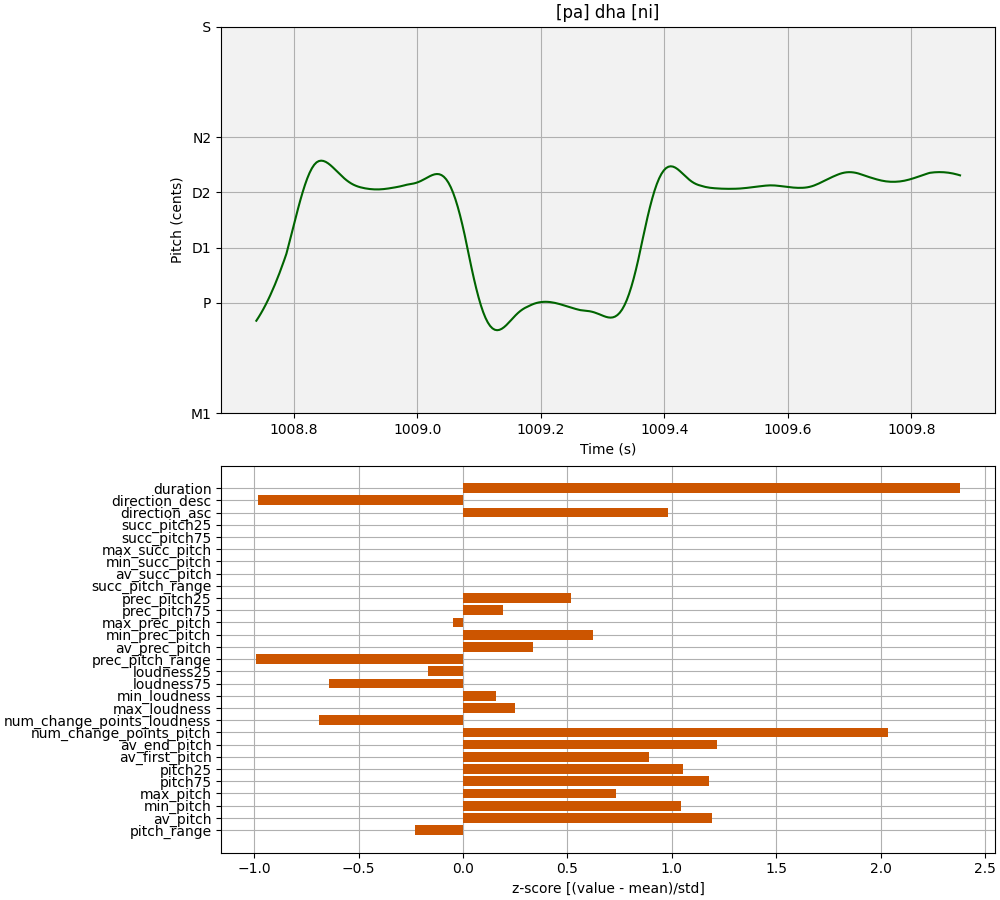 [pa] dha [ni]
S
N2
D2
D1
P
M1
Pitch (cents)
1008.8 1009.0 1009.2 1009.4 1009.6 1009.8
Time (s)
duration
direction_desc
direction_asc
succ_pitch25
succ_pitch75
max_succ_pitch
min_succ_pitch
av_succ_pitch
succ_pitch_range
prec_pitch25
prec_pitch75
max_prec_pitch
min_prec_pitch
av_prec_pitch
prec_pitch_range
loudness25
loudness75
min_loudness
max_loudness
num_change_points_loudness
num_change_points_pitch
av_end_pitch
av_first_pitch
pitch25
pitch75
max_pitch
min_pitch
av_pitch
pitch_range
−1.0 −0.5 0.0 0.5 1.0 1.5 2.0 2.5
z-score [(value - mean)/std]